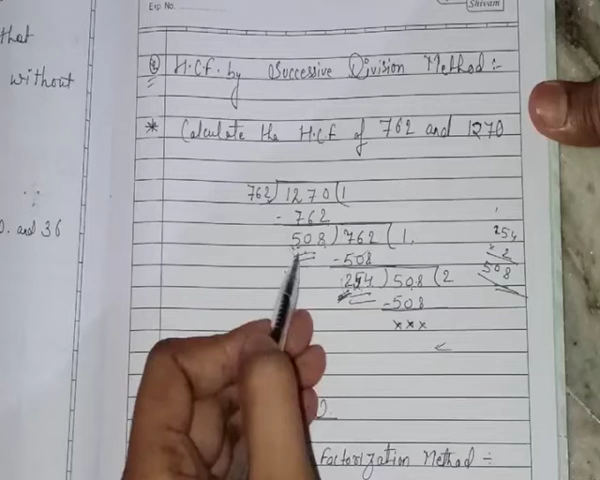 Exp No.
Shivam
that
without
0. and 36
H.C.f. by Successive Division Method :-
* Calculate the H.C.f of 762 and 1270
762) 1270 (1
- 762
508) 762 (1
254
- 508
× 2
254) 508 (2
508
- 508
×××
2.
Factorization Method ÷